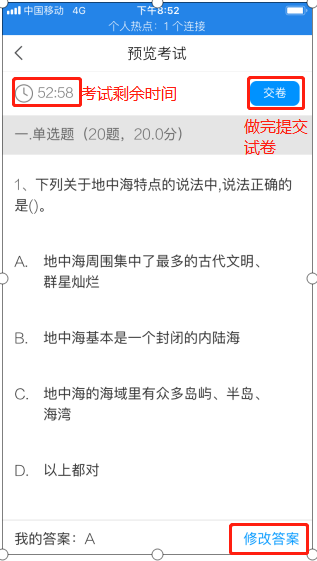 中国移动 4G 下午8:52
个人热点：1 个连接
预览考试
52:58 考试剩余时间 交卷
做完提交
试卷
一.单选题（20题，20.0分）
1、下列关于地中海特点的说法中,说法正确的
是()。
A. 地中海周围集中了最多的古代文明、
群星灿烂
B. 地中海基本是一个封闭的内陆海
C. 地中海的海域里有众多岛屿、半岛、
海湾
D. 以上都对
我的答案：A 修改答案